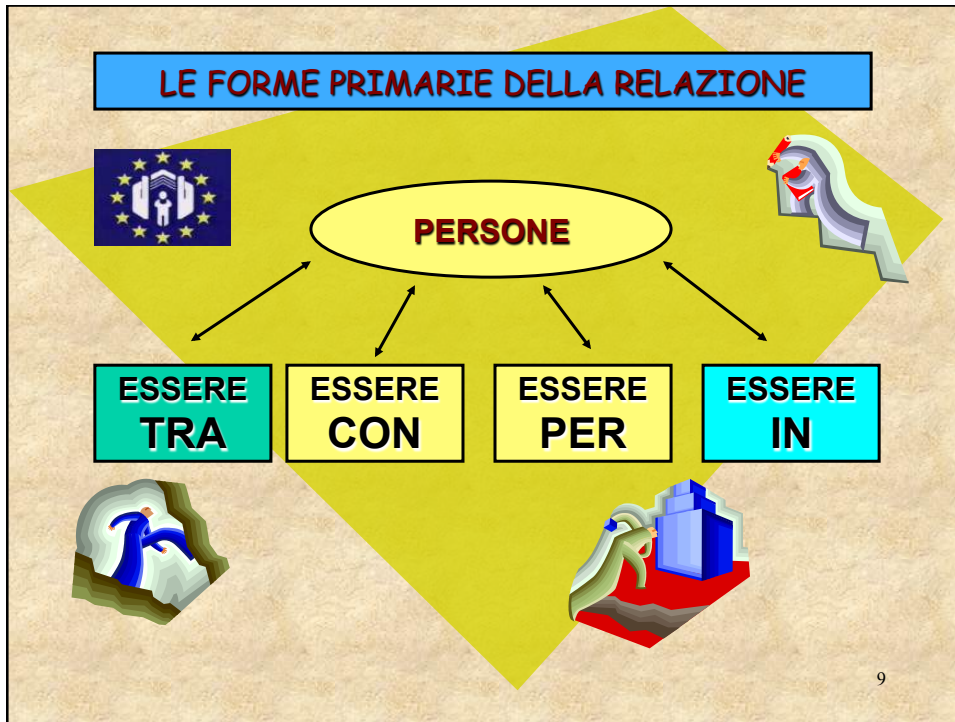 LE FORME PRIMARIE DELLA RELAZIONE
PERSONE
ESSERE
TRA
ESSERE
CON
ESSERE
PER
ESSERE
IN
9